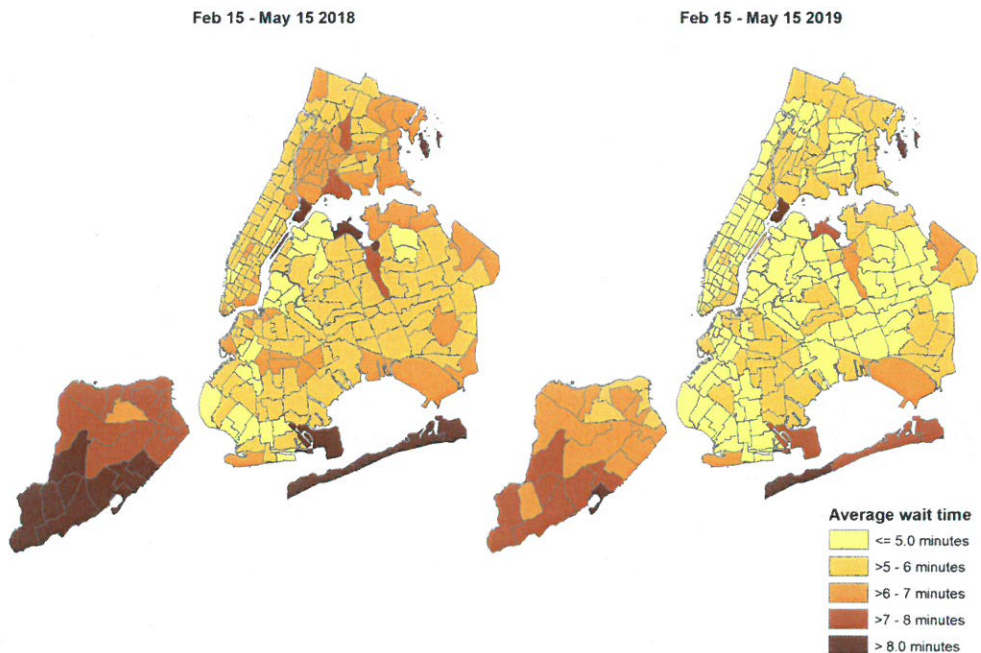 Feb 15 - May 15 2018
Feb 15 - May 15 2019
Average wait time
<= 5.0 minutes
>5 - 6 minutes
>6 - 7 minutes
>7 - 8 minutes
> 8.0 minutes